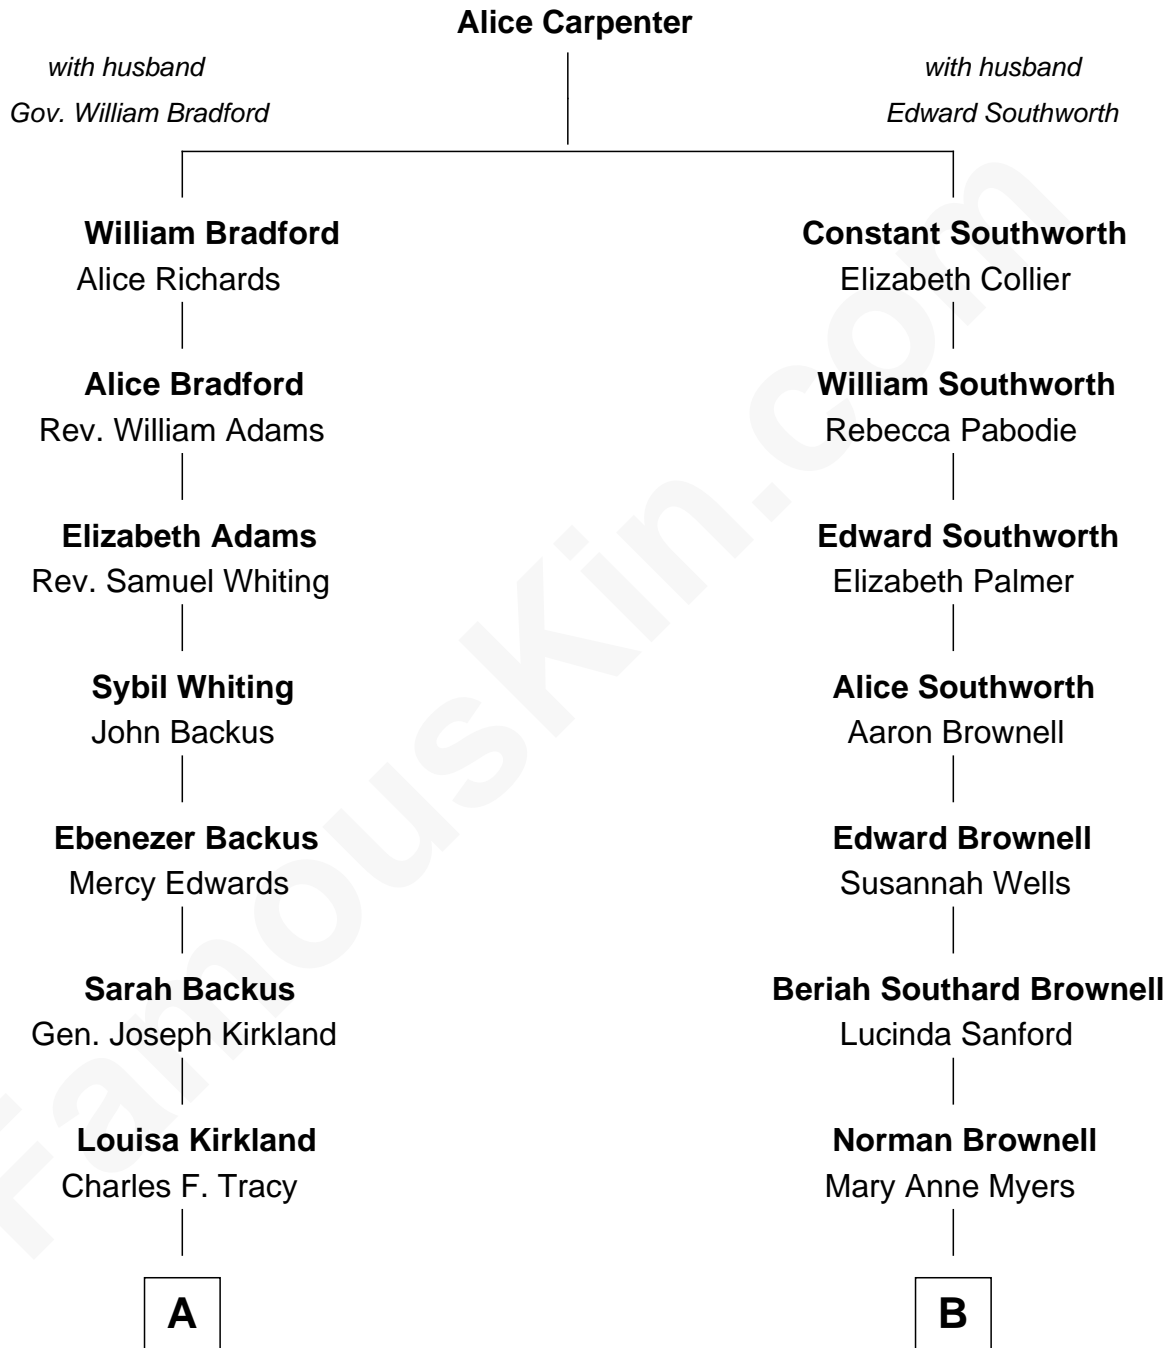 Alice Carpenter
with husband
Gov. William Bradford
with husband
Edward Southworth
William Bradford
Alice Richards
Constant Southworth
Elizabeth Collier
Alice Bradford
Rev. William Adams
William Southworth
Rebecca Pabodie
Elizabeth Adams
Rev. Samuel Whiting
Edward Southworth
Elizabeth Palmer
Sybil Whiting
John Backus
Alice Southworth
Aaron Brownell
Ebenezer Backus
Mercy Edwards
Edward Brownell
Susannah Wells
Sarah Backus
Gen. Joseph Kirkland
Beriah Southard Brownell
Lucinda Sanford
Louisa Kirkland
Charles F. Tracy
Norman Brownell
Mary Anne Myers
A
B
FamousKin.com